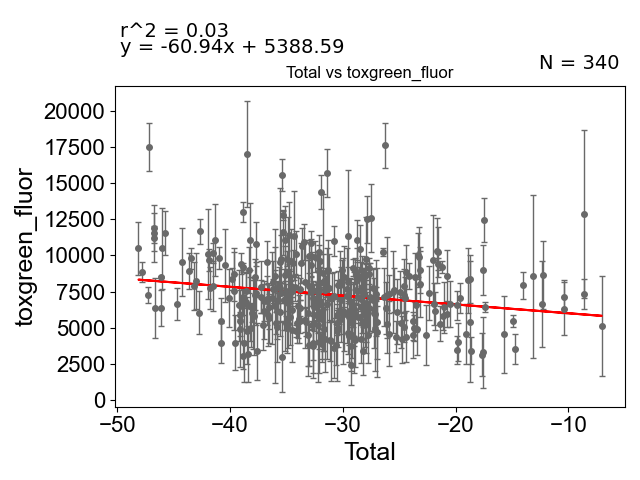 r^2 = 0.03
y = -60.94x + 5388.59
N = 340
Total vs toxgreen_fluor
20000
17500
15000
12500
10000
7500
5000
2500
0
toxgreen_fluor
−50 −40 −30 −20 −10
Total